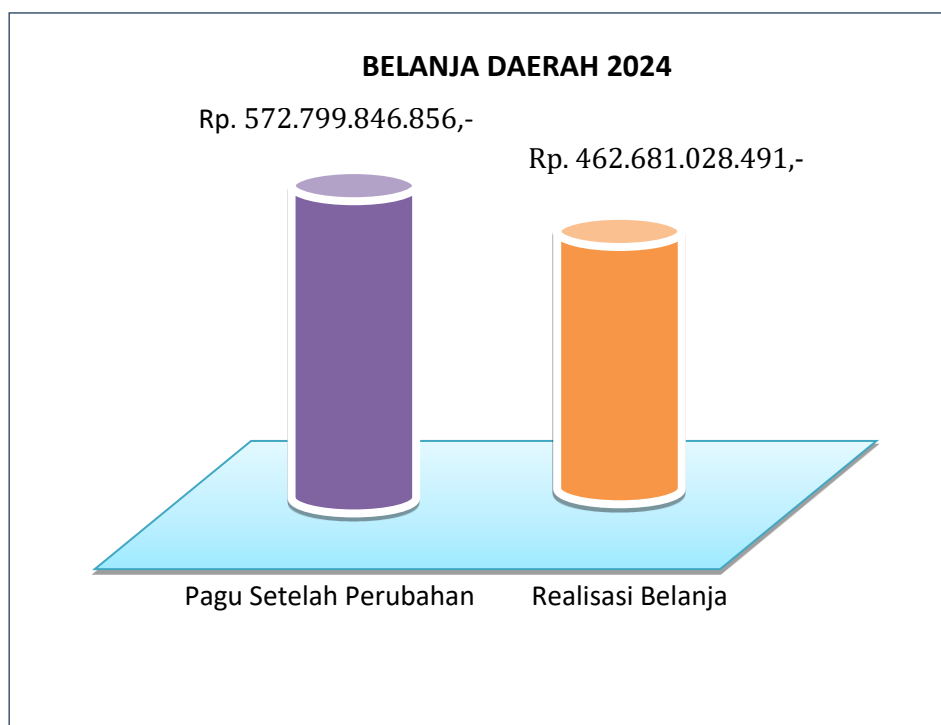 BELANJA DAERAH 2024
Rp. 572.799.846.856,-
Rp. 462.681.028.491,-
Pagu Setelah Perubahan
Realisasi Belanja